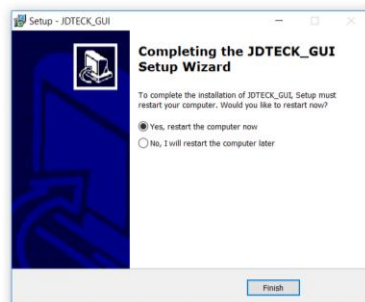 Setup - JDTECK_GUI
Completing the JDTECK_GUI
Setup Wizard
To complete the installation of JDTECK_GUI, Setup must
restart your computer. Would you like to restart now?
Yes, restart the computer now
No, I will restart the computer later
Finish